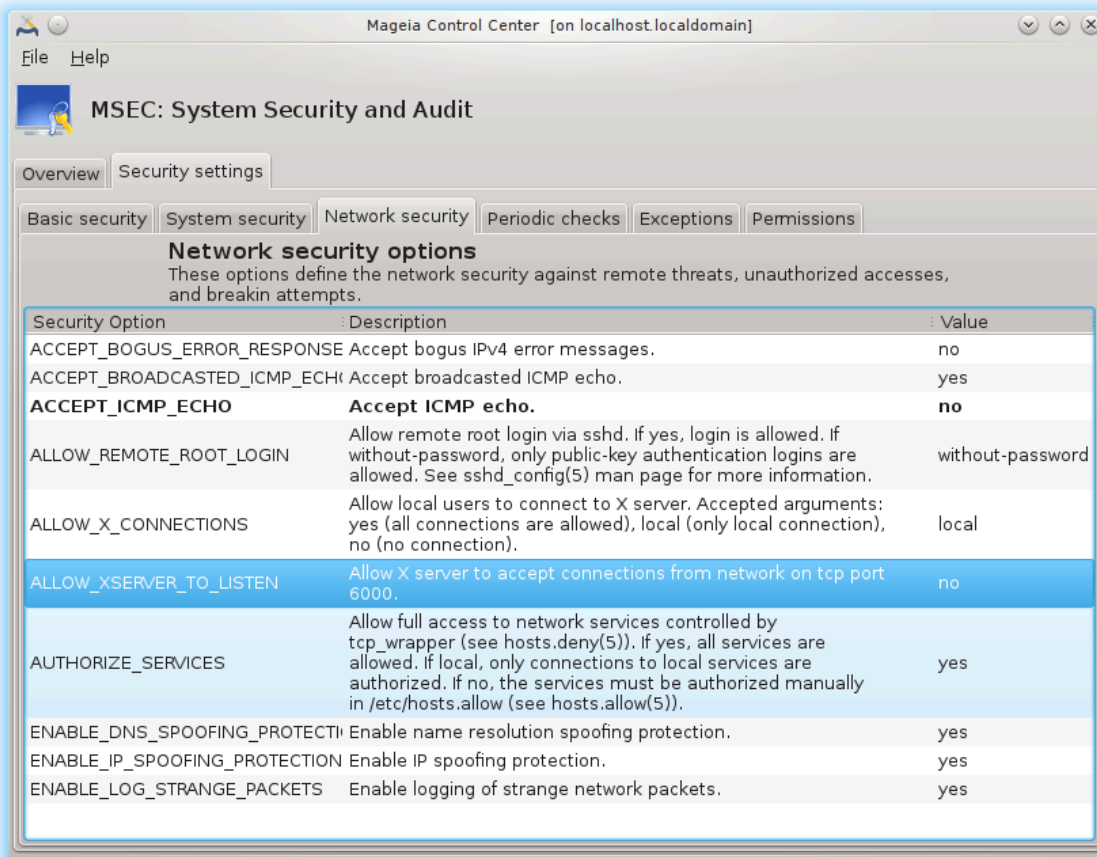 Mageia Control Center [on localhost.localdomain]
File Help
MSEC: System Security and Audit
Overview Security settings
Basic security System security Network security Periodic checks Exceptions Permissions
Network security options
These options define the network security against remote threats, unauthorized accesses,
and breakin attempts.
Security Option Description Value
ACCEPT_BOGUS_ERROR_RESPONSE Accept bogus IPv4 error messages. no
ACCEPT_BROADCASTED_ICMP_ECH Accept broadcasted ICMP echo. yes
ACCEPT_ICMP_ECHO Accept ICMP echo. no
Allow remote root login via sshd. If yes, login is allowed. If
ALLOW_REMOTE_ROOT_LOGIN without-password, only public-key authentication logins are without-password
allowed. See sshd_config(5) man page for more information.
Allow local users to connect to X server. Accepted arguments:
ALLOW_X_CONNECTIONS yes (all connections are allowed), local (only local connection), local
no (no connection).
ALLOW_XSERVER_TO_LISTEN Allow X server to accept connections from network on tcp port no
6000.
Allow full access to network services controlled by
tcp_wrapper (see hosts.deny(5)). If yes, all services are
AUTHORIZE_SERVICES allowed. If local, only connections to local services are yes
authorized. If no, the services must be authorized manually
in /etc/hosts.allow (see hosts.allow(5)).
ENABLE_DNS_SPOOFING_PROTECTI Enable name resolution spoofing protection. yes
ENABLE_IP_SPOOFING_PROTECTION Enable IP spoofing protection. yes
ENABLE_LOG_STRANGE_PACKETS Enable logging of strange network packets. yes